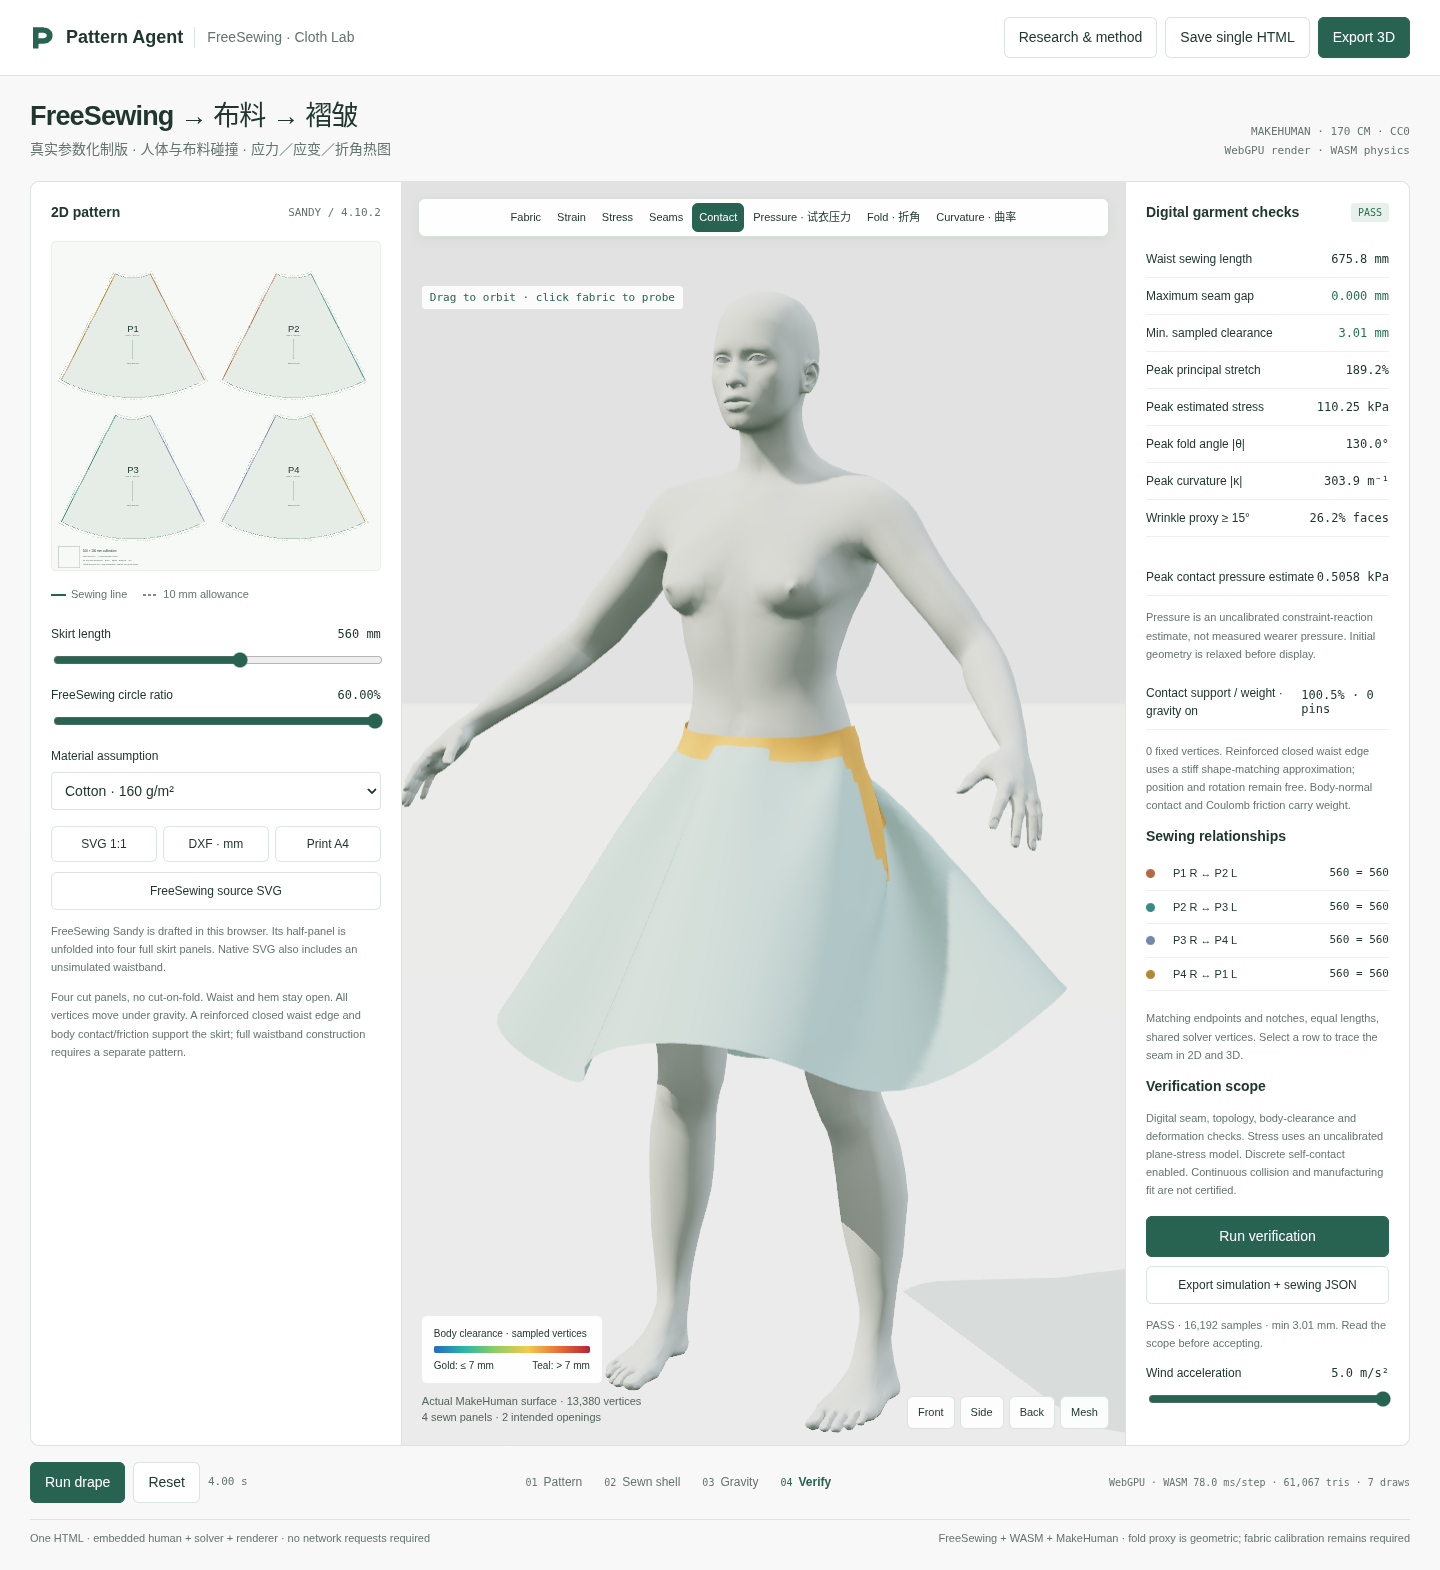 Pattern Agent
FreeSewing · Cloth Lab
Research & method
Save single HTML
Export 3D
FreeSewing → 布料 → 褶皱
真实参数化制版 · 人体与布料碰撞 · 应力／应变／折角热图
MAKEHUMAN · 170 CM · CC0
WebGPU render · WASM physics
2D pattern
SANDY / 4.10.2
P1
P2
P3
P4
Sewing line
10 mm allowance
Skirt length
560 mm
FreeSewing circle ratio
60.00%
Material assumption
Cotton · 160 g/m²
SVG 1:1
DXF · mm
Print A4
FreeSewing source SVG
FreeSewing Sandy is drafted in this browser. Its half-panel is
unfolded into four full skirt panels. Native SVG also includes an
unsimulated waistband.
Four cut panels, no cut-on-fold. Waist and hem stay open. All
vertices move under gravity. A reinforced closed waist edge and
body contact/friction support the skirt; full waistband construction
requires a separate pattern.
Fabric
Strain
Stress
Seams
Contact
Pressure · 试衣压力
Fold · 折角
Curvature · 曲率
Drag to orbit · click fabric to probe
Body clearance · sampled vertices
Gold: ≤ 7 mm
Teal: > 7 mm
Actual MakeHuman surface · 13,380 vertices
4 sewn panels · 2 intended openings
Front
Side
Back
Mesh
Digital garment checks
PASS
Waist sewing length
675.8 mm
Maximum seam gap
0.000 mm
Min. sampled clearance
3.01 mm
Peak principal stretch
189.2%
Peak estimated stress
110.25 kPa
Peak fold angle |θ|
130.0°
Peak curvature |κ|
303.9 m⁻¹
Wrinkle proxy ≥ 15°
26.2% faces
Peak contact pressure estimate
0.5058 kPa
Pressure is an uncalibrated constraint-reaction
estimate, not measured wearer pressure. Initial
geometry is relaxed before display.
Contact support / weight ·
gravity on
100.5% · 0
pins
0 fixed vertices. Reinforced closed waist edge
uses a stiff shape-matching approximation;
position and rotation remain free. Body-normal
contact and Coulomb friction carry weight.
Sewing relationships
P1 R ↔ P2 L
560 = 560
P2 R ↔ P3 L
560 = 560
P3 R ↔ P4 L
560 = 560
P4 R ↔ P1 L
560 = 560
Matching endpoints and notches, equal lengths,
shared solver vertices. Select a row to trace the
seam in 2D and 3D.
Verification scope
Digital seam, topology, body-clearance and
deformation checks. Stress uses an uncalibrated
plane-stress model. Discrete self-contact
enabled. Continuous collision and manufacturing
fit are not certified.
Run verification
Export simulation + sewing JSON
PASS · 16,192 samples · min 3.01 mm. Read the
scope before accepting.
Wind acceleration
5.0 m/s²
Run drape
Reset
4.00 s
01 Pattern
02 Sewn shell
03 Gravity
04 Verify
WebGPU · WASM 78.0 ms/step · 61,067 tris · 7 draws
One HTML · embedded human + solver + renderer · no network requests required
FreeSewing + WASM + MakeHuman · fold proxy is geometric; fabric calibration remains required